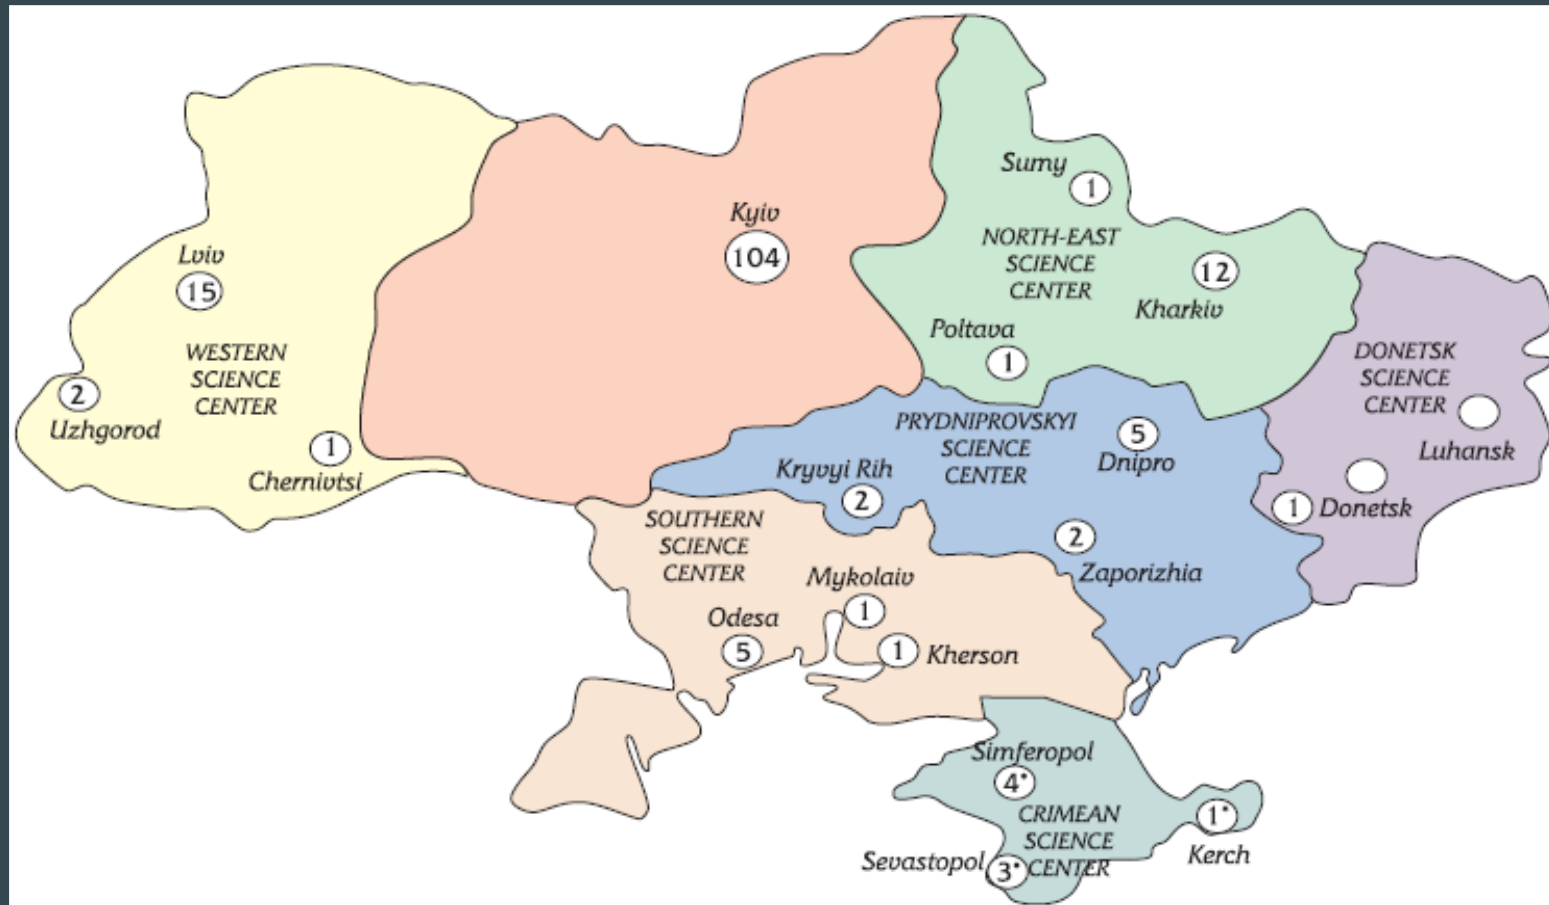 Sumy
1
Kyiv
104
NORTH-EAST
SCIENCE
CENTER
12
Kharkiv
Lviv
15
Poltava
1
WESTERN
SCIENCE
CENTER
2
Uzhgorod
1
Chernivtsi
DONETSK
SCIENCE
CENTER
Luhansk
1
Donetsk
PRYDNIPROVSKYI
SCIENCE
CENTER
5
Dnipro
Kryvyi Rih
2
2
Zaporizhia
SOUTHERN
SCIENCE
CENTER
Mykolaiv
1
Odesa
5
1
Kherson
Simferopol
4*
CRIMEAN
SCIENCE
CENTER
1*
Kerch
Sevastopol
3*